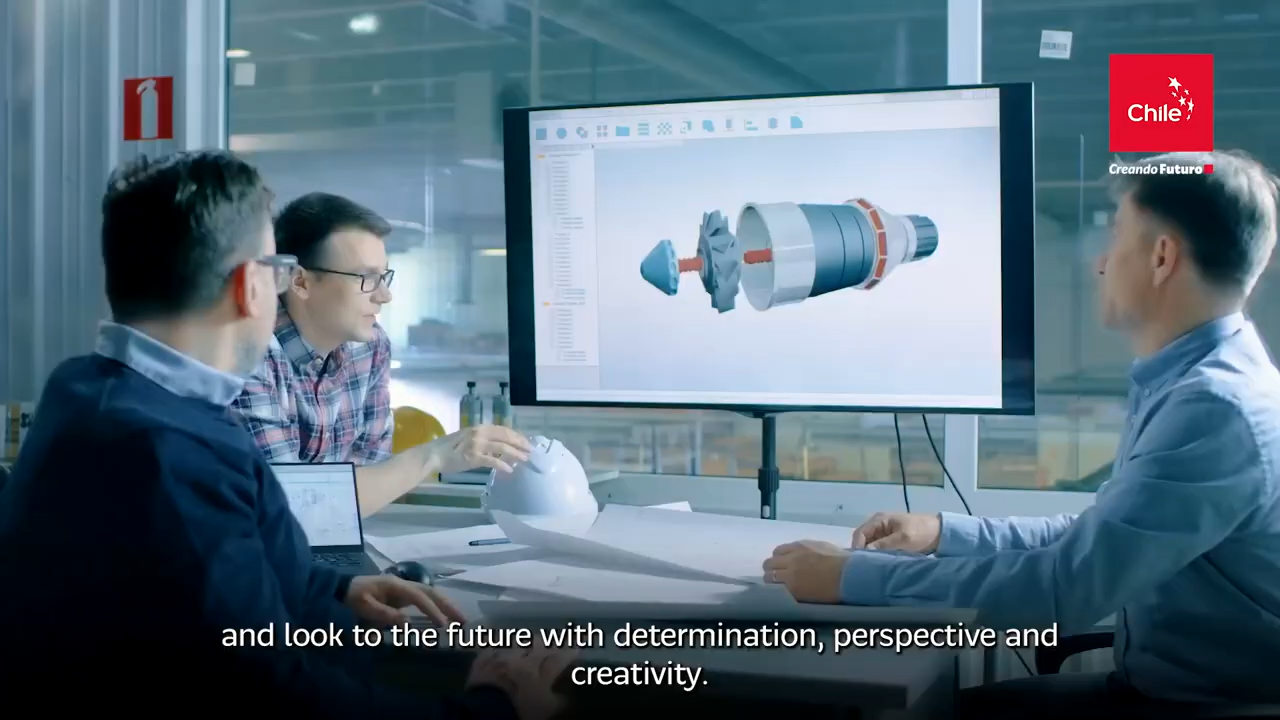 Chile
Creando Futuro
and look to the future with determination, perspective and
creativity.